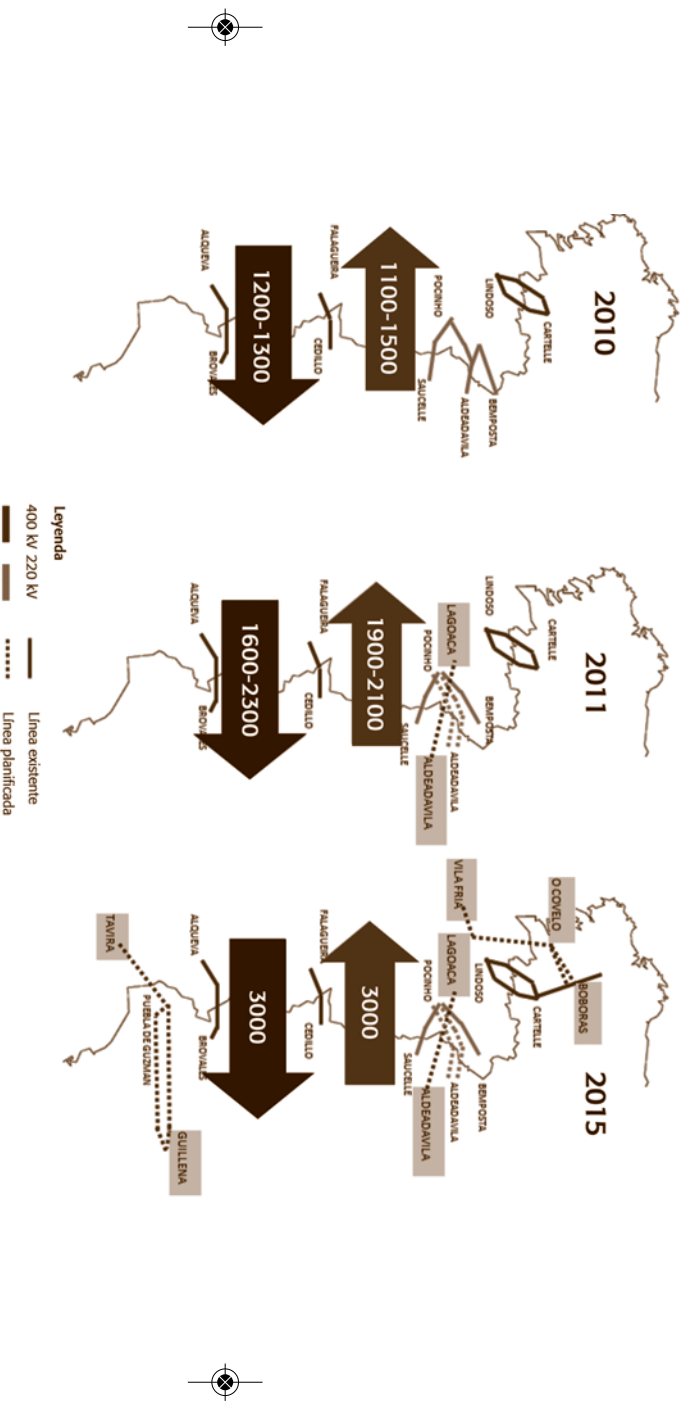 2010
CARTELLE
LINDOSO
BEMPOSTA
ALDEADAVILA
POCINHO
SAUCELLE
1100-1500
FALAGUEIRA
CEDILLO
1200-1300
ALQUEVA
BROVALES
2011
CARTELLE
LINDOSO
BEMPOSTA
LAGOACA
ALDEADAVILA
POCINHO
ALDEADAVILA
SAUCELLE
1900-2100
FALAGUEIRA
CEDILLO
1600-2300
ALQUEVA
BROVALES
2015
O COVELO
BOBORAS
CARTELLE
VILA FRIA
LINDOSO
BEMPOSTA
LAGOACA
ALDEADAVILA
POCINHO
ALDEADAVILA
SAUCELLE
3000
FALAGUEIRA
CEDILLO
3000
ALQUEVA
BROVALES
PUEBLA DE GUZMAN
GUILLENA
TAVIRA
Leyenda
400 kV 220 kV
Línea existente
Línea planificada